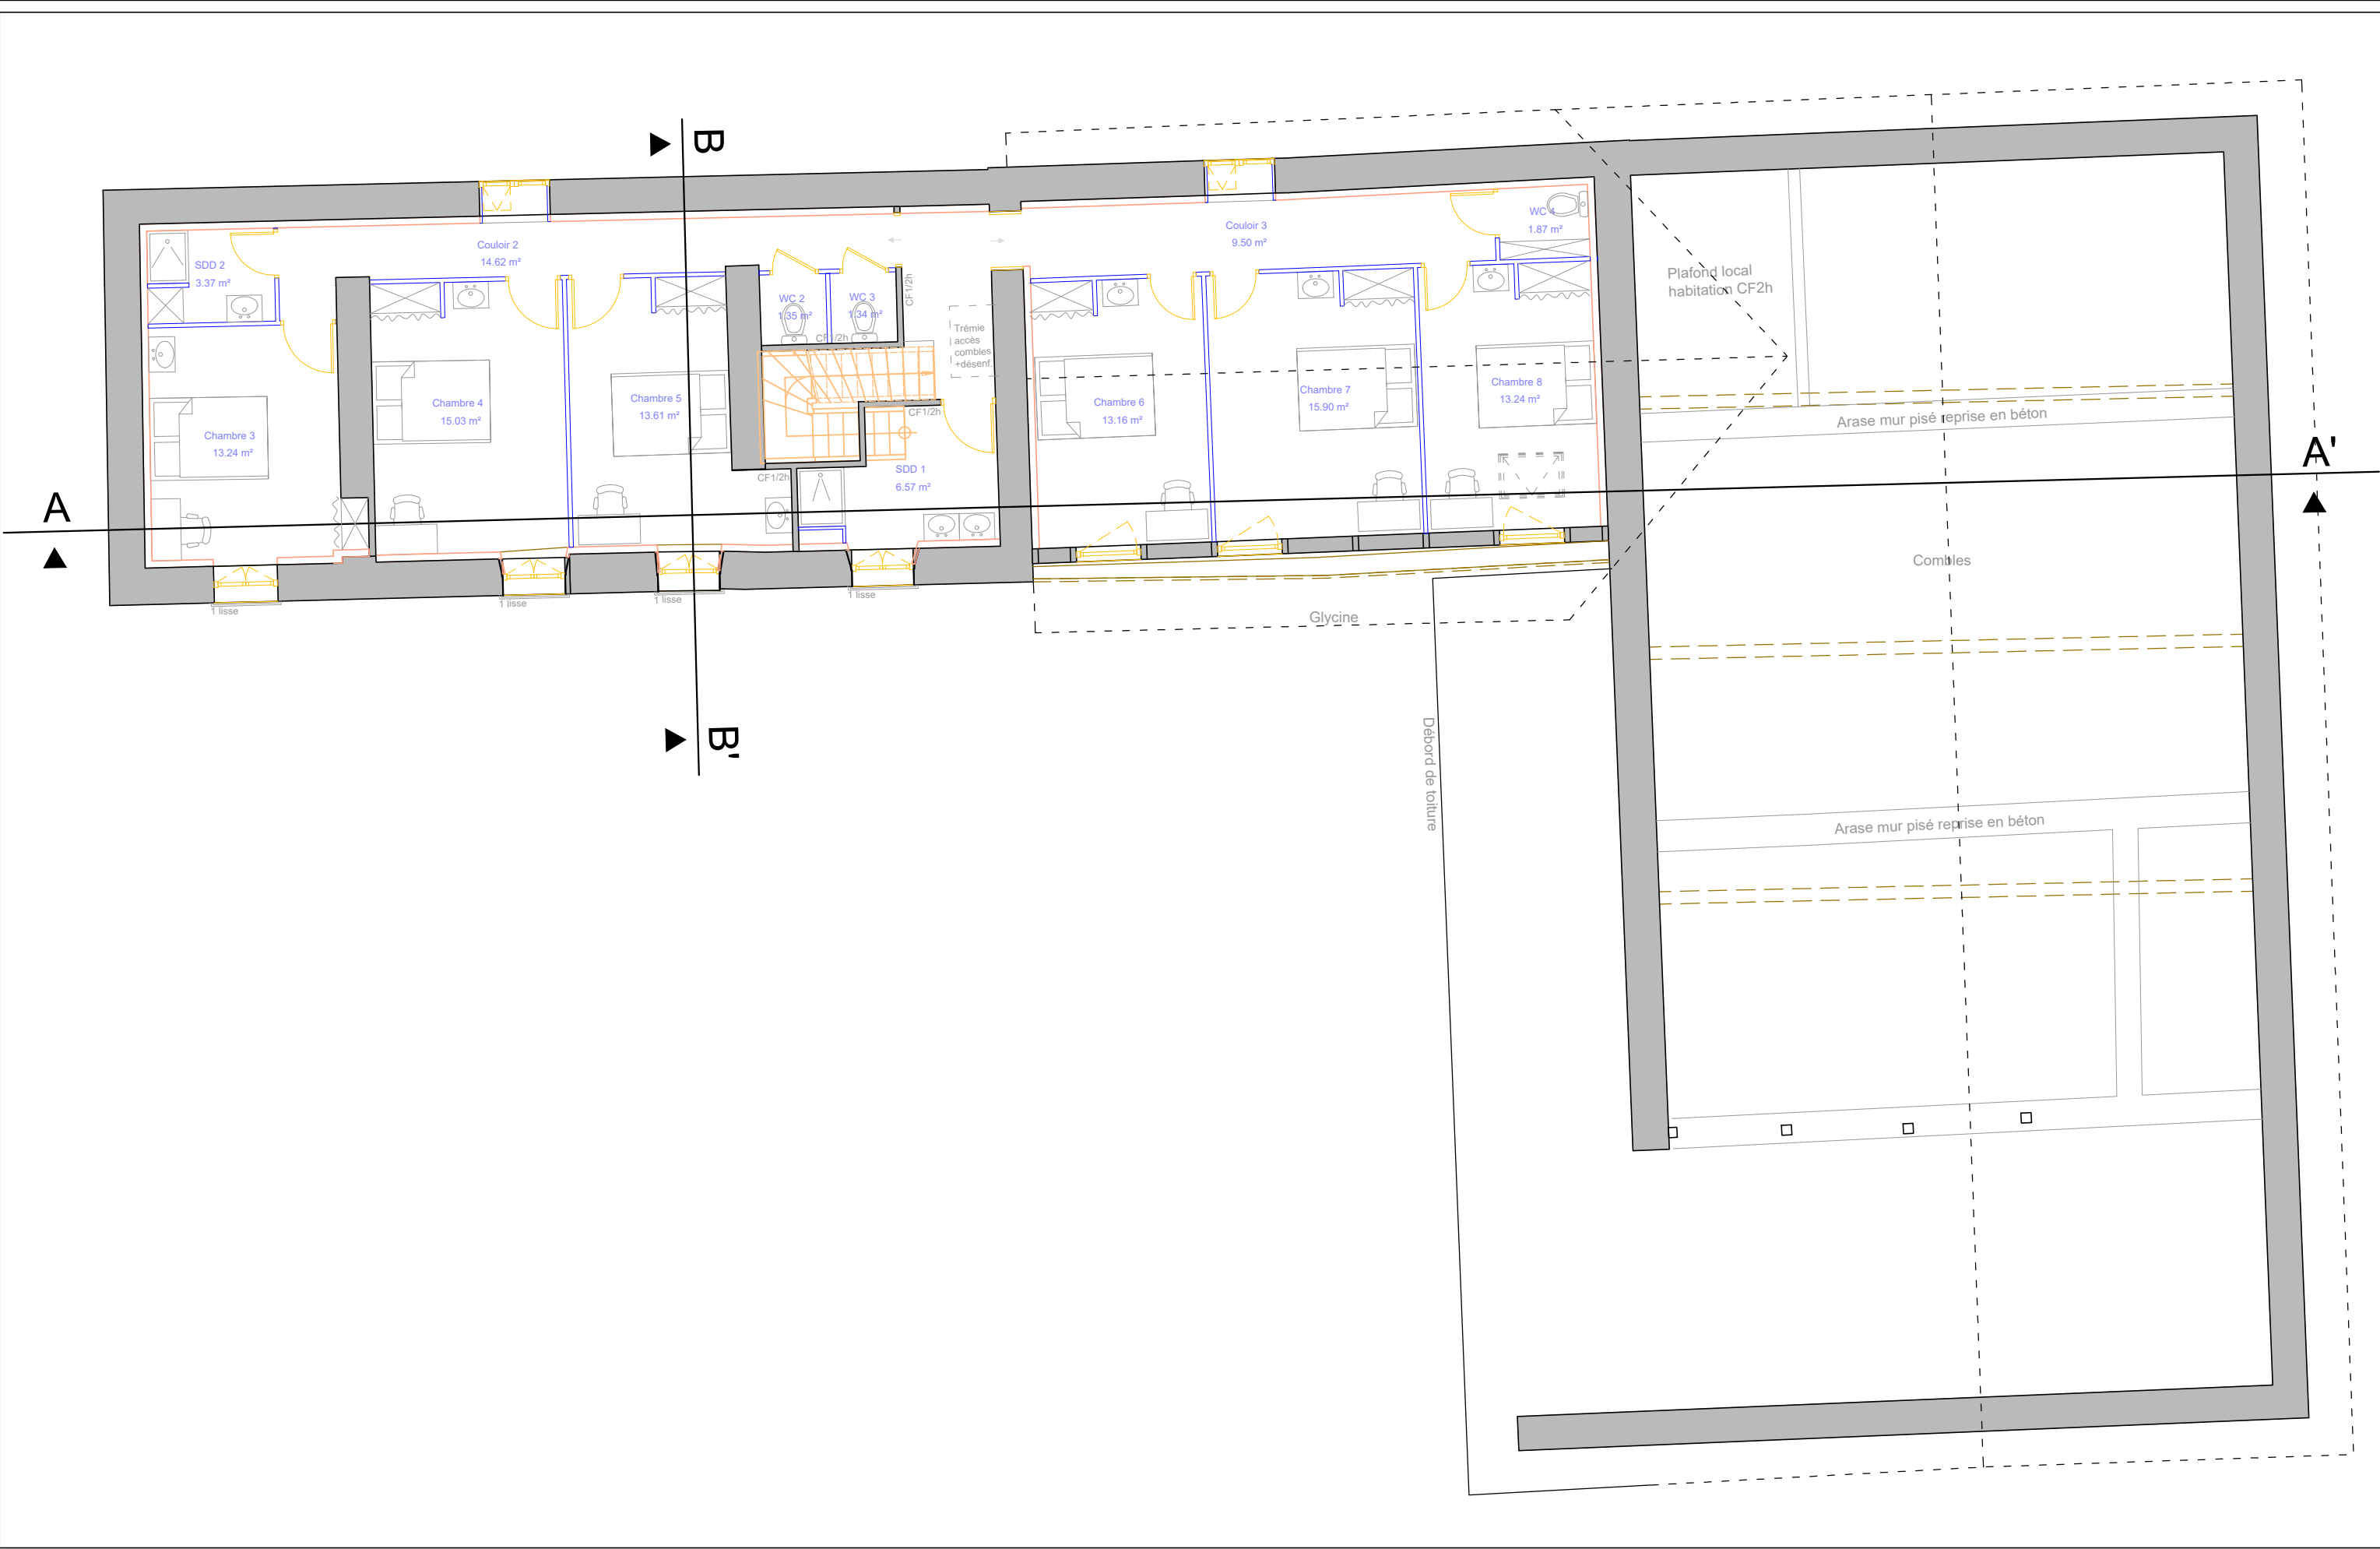 B
Couloir 2
14.62 m²
SDD 2
3.37 m²
WC 2
1.35 m²
WC 3
1.34 m²
CF1/2h
CF1/2h
Trémie
accès
combles
+désenf.
Couloir 3
9.50 m²
WC 4
1.87 m²
Plafond local
habitation CF2h
Chambre 3
13.24 m²
Chambre 4
15.03 m²
Chambre 5
13.61 m²
CF1/2h
CF1/2h
SDD 1
6.57 m²
Chambre 6
13.16 m²
Chambre 7
15.90 m²
Chambre 8
13.24 m²
Arase mur pisé reprise en béton
A
A'
1 lisse
1 lisse
1 lisse
1 lisse
Glycine
Combles
B'
Débord de toiture
Arase mur pisé reprise en béton